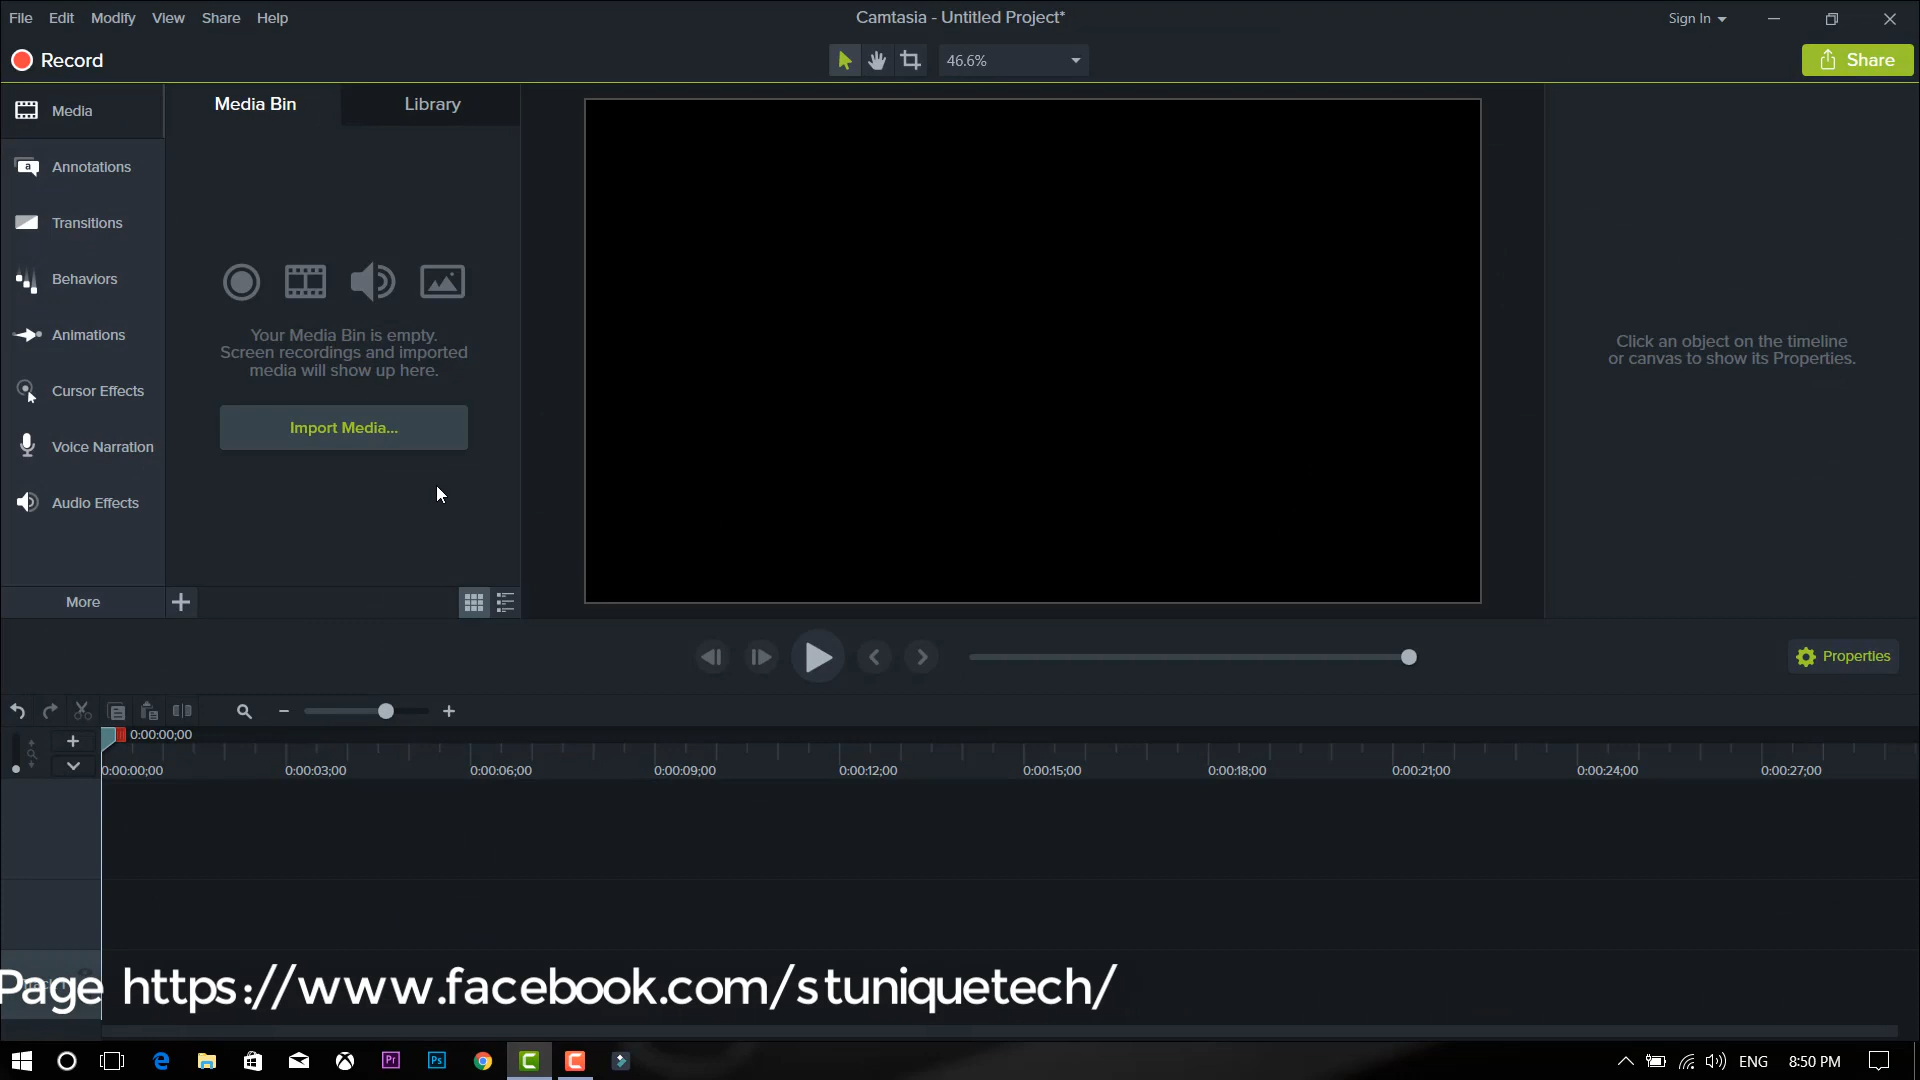 File Edit Modify View Share Help
Camtasia - Untitled Project*
Sign In
Record
46.6%
Share
Media
Annotations
Transitions
Behaviors
Animations
Cursor Effects
Voice Narration
Audio Effects
More
Media Bin
Library
Your Media Bin is empty.
Screen recordings and imported
media will show up here.
Import Media...
Click an object on the timeline
or canvas to show its Properties.
Properties
0:00:00;00
0:00:00;00 0:00:03;00 0:00:06;00 0:00:09;00 0:00:12;00 0:00:15;00 0:00:18;00 0:00:21;00 0:00:24;00 0:00:27;00
Page https://www.facebook.com/stuniquetech/
Pr
Ps
ENG
8:50 PM